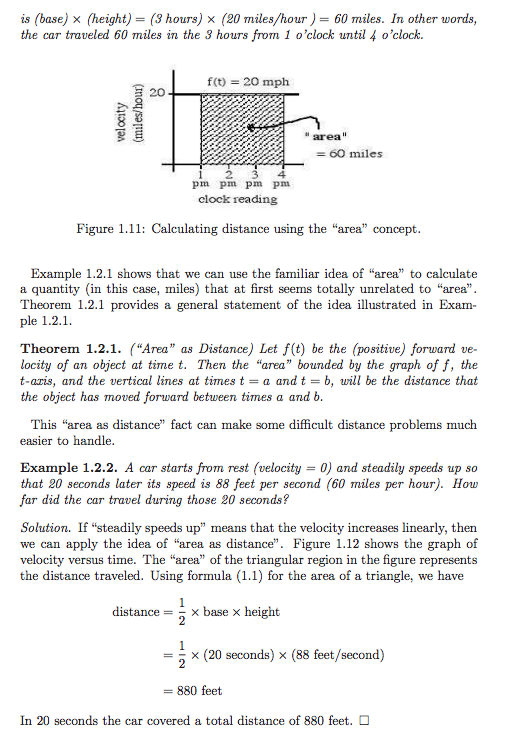 is (base) × (height) = (3 hours) × (20 miles/hour ) = 60 miles. In other words,
the car traveled 60 miles in the 3 hours from 1 o'clock until 4 o'clock.
f(t) = 20 mph
20
velocity
(miles/hour)
"area"
= 60 miles
1 2 3 4
pm pm pm pm
clock reading
Figure 1.11: Calculating distance using the “area” concept.
Example 1.2.1 shows that we can use the familiar idea of “area” to calculate
a quantity (in this case, miles) that at first seems totally unrelated to “area”.
Theorem 1.2.1 provides a general statement of the idea illustrated in Exam-
ple 1.2.1.
Theorem 1.2.1. (“Area” as Distance) Let f(t) be the (positive) forward ve-
locity of an object at time t. Then the “area” bounded by the graph of f, the
t-axis, and the vertical lines at times t = a and t = b, will be the distance that
the object has moved forward between times a and b.
This “area as distance” fact can make some difficult distance problems much
easier to handle.
Example 1.2.2. A car starts from rest (velocity = 0) and steadily speeds up so
that 20 seconds later its speed is 88 feet per second (60 miles per hour). How
far did the car travel during those 20 seconds?
Solution. If “steadily speeds up” means that the velocity increases linearly, then
we can apply the idea of “area as distance”. Figure 1.12 shows the graph of
velocity versus time. The “area” of the triangular region in the figure represents
the distance traveled. Using formula (1.1) for the area of a triangle, we have
distance = 1/2 × base × height
= 1/2 × (20 seconds) × (88 feet/second)
= 880 feet
In 20 seconds the car covered a total distance of 880 feet. □